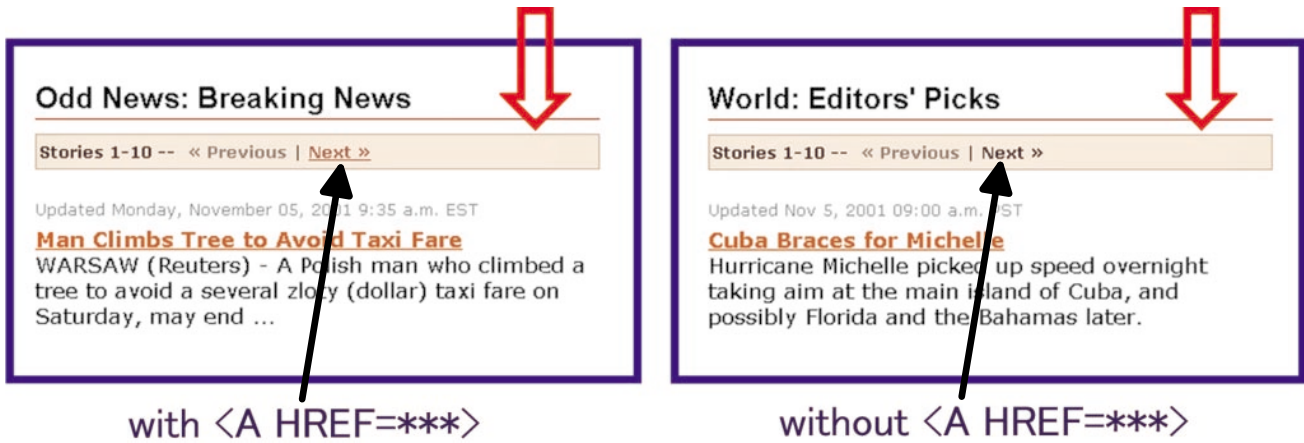 Odd News: Breaking News
Stories 1-10 -- « Previous | Next »
Updated Monday, November 05, 2001 9:35 a.m. EST
Man Climbs Tree to Avoid Taxi Fare
WARSAW (Reuters) - A Polish man who climbed a
tree to avoid a several zloty (dollar) taxi fare on
Saturday, may end ...
with <A HREF=***>
World: Editors' Picks
Stories 1-10 -- « Previous | Next »
Updated Nov 5, 2001 09:00 a.m. PST
Cuba Braces for Michelle
Hurricane Michelle picked up speed overnight
taking aim at the main island of Cuba, and
possibly Florida and the Bahamas later.
without <A HREF=***>